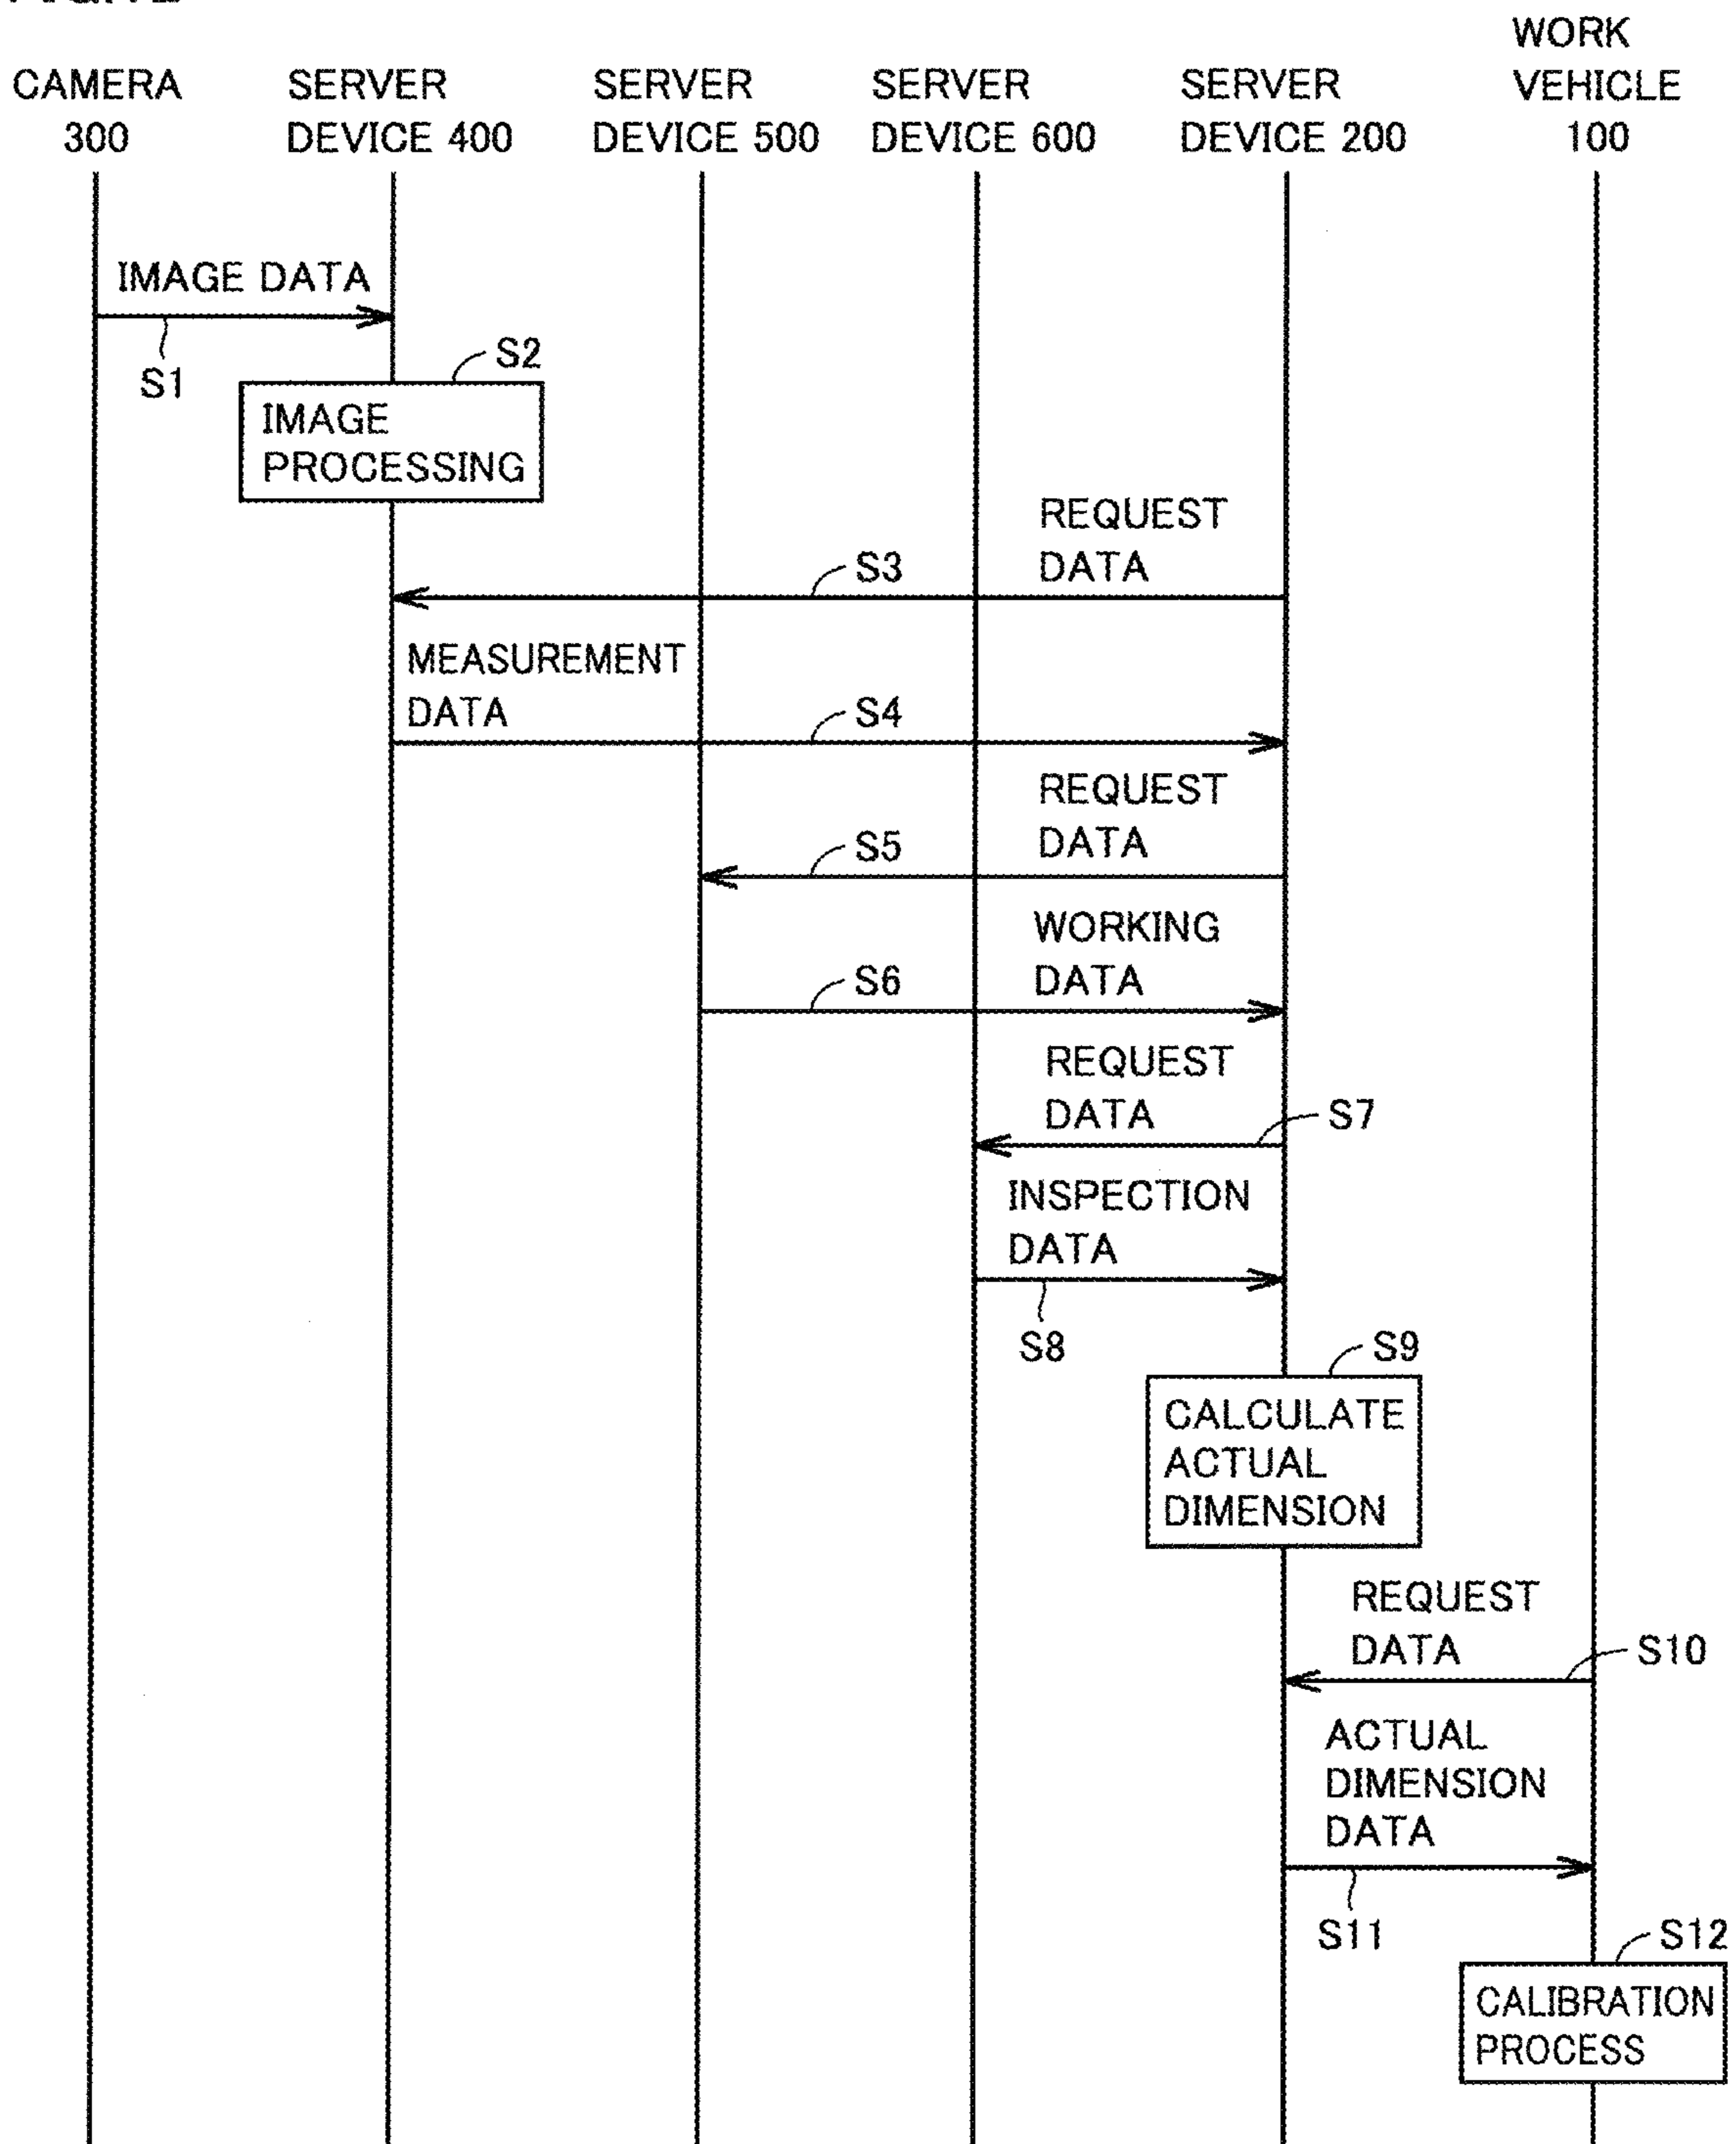 WORK
CAMERA SERVER SERVER SERVER SERVER VEHICLE
300 DEVICE 400 DEVICE 500 DEVICE 600 DEVICE 200 100
IMAGE DATA
S1
S2
IMAGE
PROCESSING
REQUEST
DATA
S3
MEASUREMENT
DATA
S4
REQUEST
DATA
S5
WORKING
DATA
S6
REQUEST
DATA
S7
INSPECTION
DATA
S8
S9
CALCULATE
ACTUAL
DIMENSION
REQUEST
DATA
S10
ACTUAL
DIMENSION
DATA
S11
S12
CALIBRATION
PROCESS